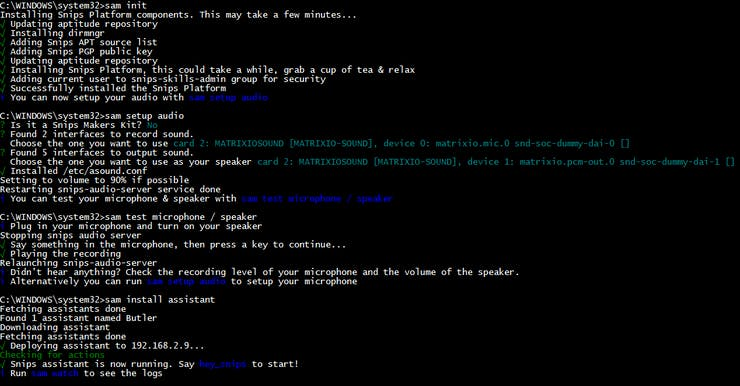 C:\WINDOWS\system32>sam init
Installing Snips Platform components. This may take a few minutes...
√ Updating aptitude repository
√ Installing dirmngr
√ Adding Snips APT source list
√ Adding Snips PGP public key
√ Updating aptitude repository
√ Installing Snips Platform, this could take a while, grab a cup of tea & relax
√ Adding current user to snips-skills-admin group for security
√ Successfully installed the Snips Platform
i You can now setup your audio with sam setup audio
C:\WINDOWS\system32>sam setup audio
? Is it a Snips Makers Kit? No
? Found 2 interfaces to record sound.
Choose the one you want to use card 2: MATRIXIOSOUND [MATRIXIO-SOUND], device 0: matrixio.mic.0 snd-soc-dummy-dai-0 []
? Found 5 interfaces to output sound.
Choose the one you want to use as your speaker card 2: MATRIXIOSOUND [MATRIXIO-SOUND], device 1: matrixio.pcm-out.0 snd-soc-dummy-dai-1 []
√ Installed /etc/asound.conf
Setting to volume to 90% if possible
Restarting snips-audio-server service done
i You can test your microphone & speaker with sam test microphone / speaker
C:\WINDOWS\system32>sam test microphone / speaker
i Plug in your microphone and turn on your speaker
Stopping snips audio server
√ Say something in the microphone, then press a key to continue...
√ Playing the recording
Relaunching snips-audio-server
i Didn't hear anything? Check the recording level of your microphone and the volume of the speaker.
i Alternatively you can run sam setup audio to setup your microphone
C:\WINDOWS\system32>sam install assistant
Fetching assistants done
Found 1 assistant named Butler
Downloading assistant
Fetching assistants done
√ Deploying assistant to 192.168.2.9...
Checking for actions
√ Snips assistant is now running. Say hey_snips to start!
i Run sam watch to see the logs